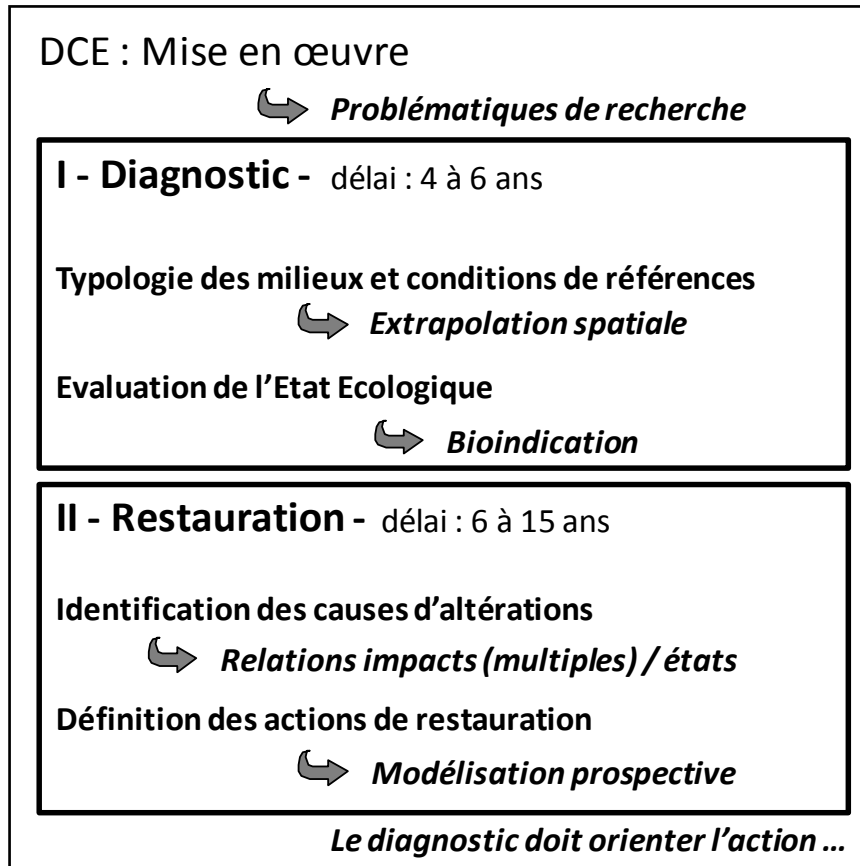 DCE : Mise en œuvre
Problématiques de recherche
I - Diagnostic - délai : 4 à 6 ans
Typologie des milieux et conditions de références
Extrapolation spatiale
Evaluation de l’Etat Ecologique
Bioindication
II - Restauration - délai : 6 à 15 ans
Identification des causes d’altérations
Relations impacts (multiples) / états
Définition des actions de restauration
Modélisation prospective
Le diagnostic doit orienter l’action ...